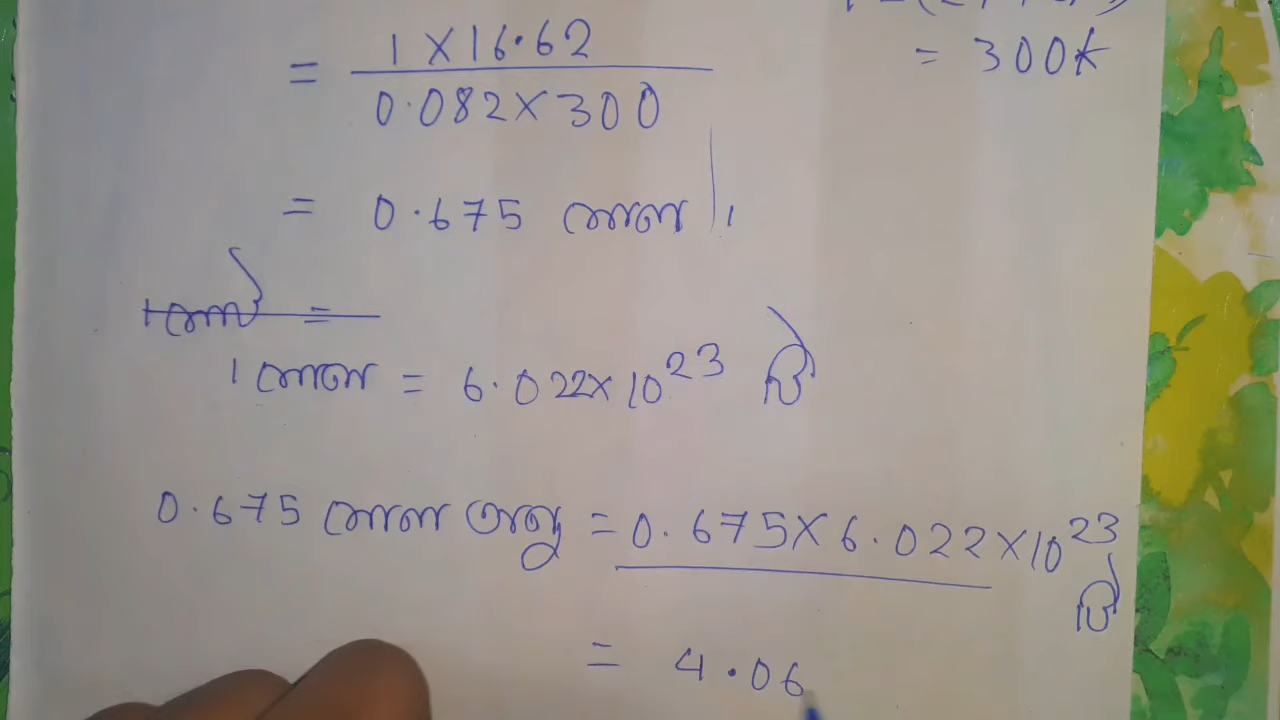 = 1 × 16.62 / 0.082 × 300
= 300K
= 0.675 মোল।
1 মোল = 6.022×10²³ টি
0.675 মোল অনু = 0.675 × 6.022 × 10²³ টি
= 4.06